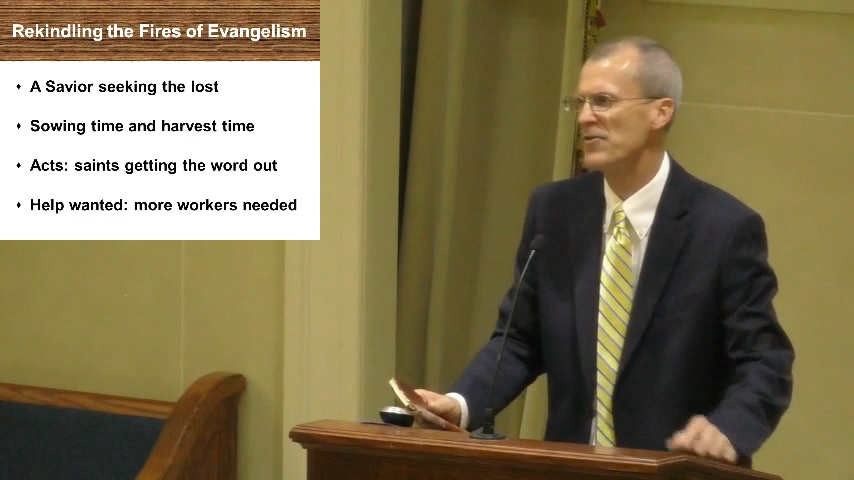 Rekindling the Fires of Evangelism
♦ A Savior seeking the lost
♦ Sowing time and harvest time
♦ Acts: saints getting the word out
♦ Help wanted: more workers needed